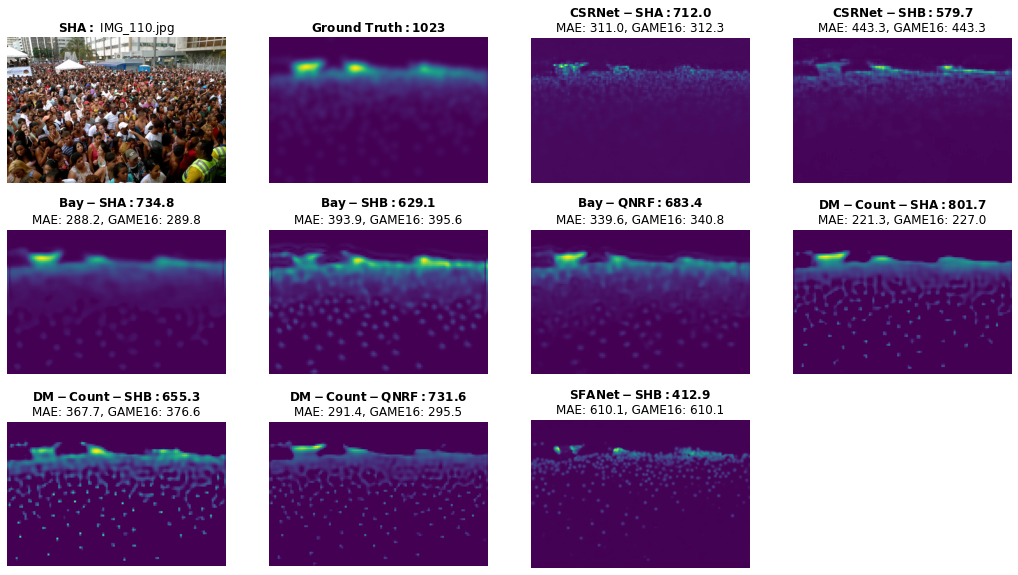 SHA: IMG_110.jpg
Ground Truth: 1023
CSRNet − SHA: 712.0
MAE: 311.0, GAME16: 312.3
CSRNet − SHB: 579.7
MAE: 443.3, GAME16: 443.3
Bay − SHA: 734.8
MAE: 288.2, GAME16: 289.8
Bay − SHB: 629.1
MAE: 393.9, GAME16: 395.6
Bay − QNRF: 683.4
MAE: 339.6, GAME16: 340.8
DM − Count − SHA: 801.7
MAE: 221.3, GAME16: 227.0
DM − Count − SHB: 655.3
MAE: 367.7, GAME16: 376.6
DM − Count − QNRF: 731.6
MAE: 291.4, GAME16: 295.5
SFANet − SHB: 412.9
MAE: 610.1, GAME16: 610.1